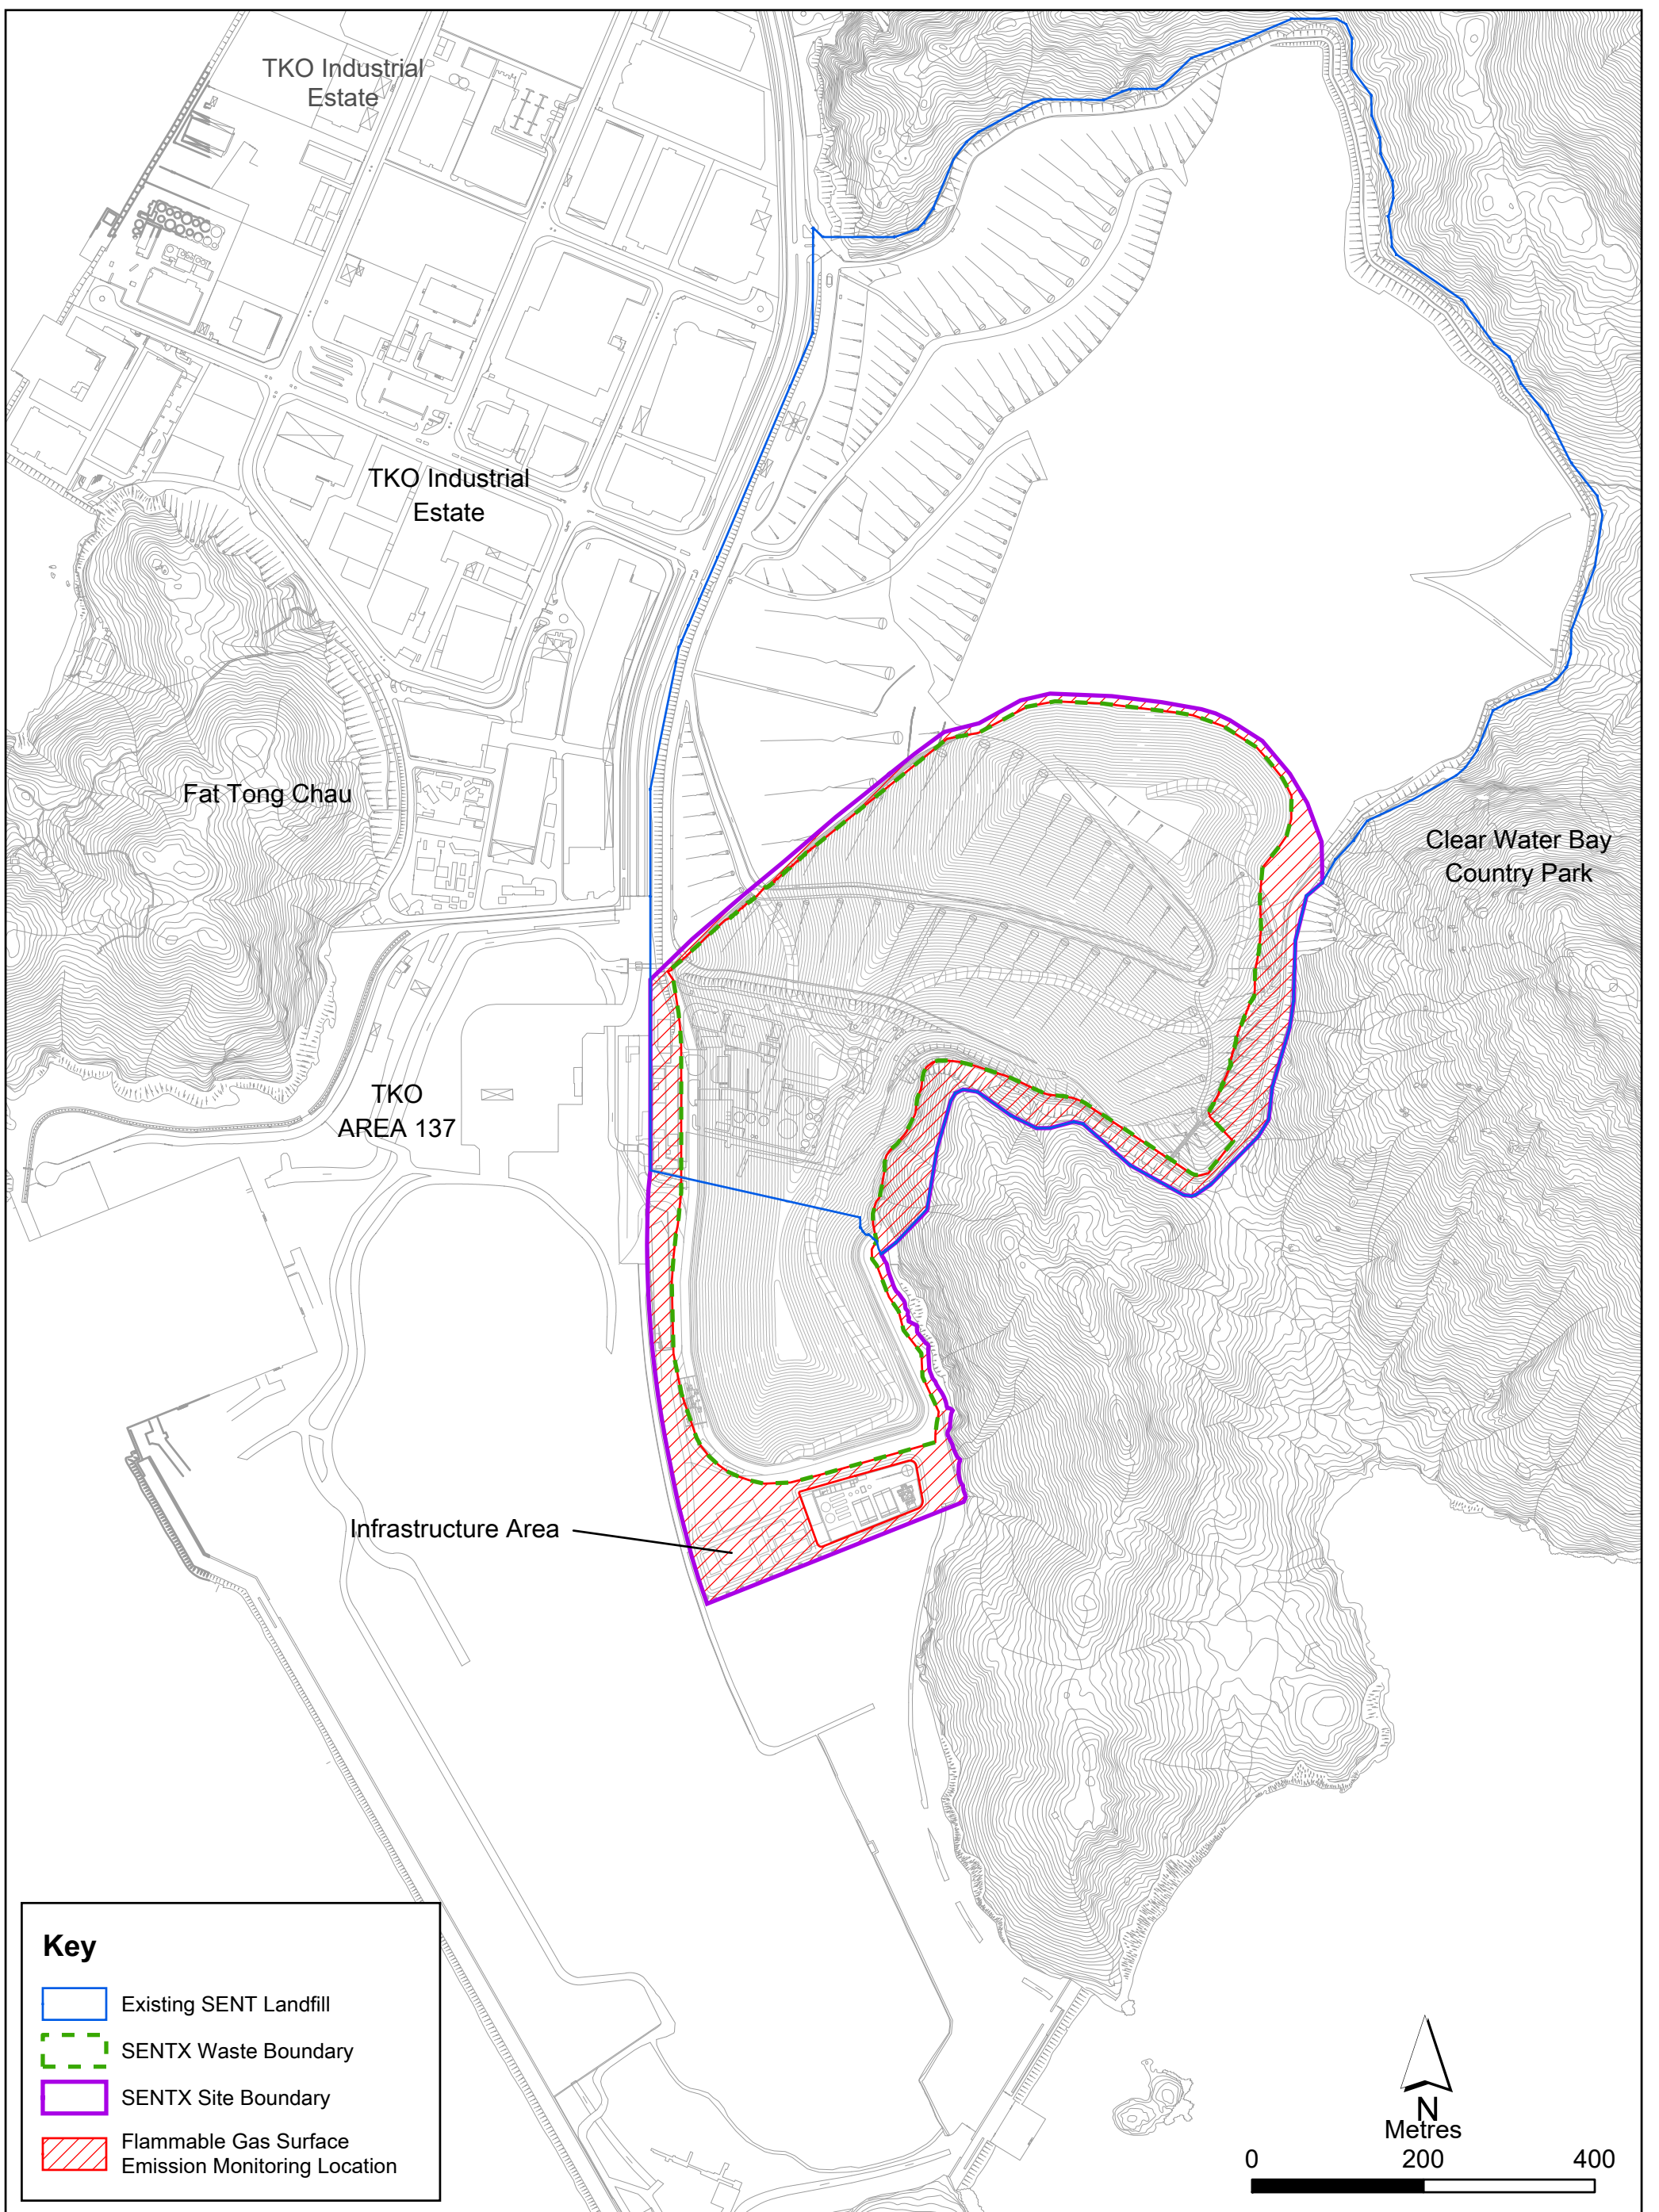 TKO Industrial
Estate
TKO Industrial
Estate
Fat Tong Chau
Clear Water Bay
Country Park
TKO
AREA 137
Infrastructure Area
Key
Existing SENT Landfill
SENTX Waste Boundary
SENTX Site Boundary
Flammable Gas Surface
Emission Monitoring Location
N
Metres
0 200 400